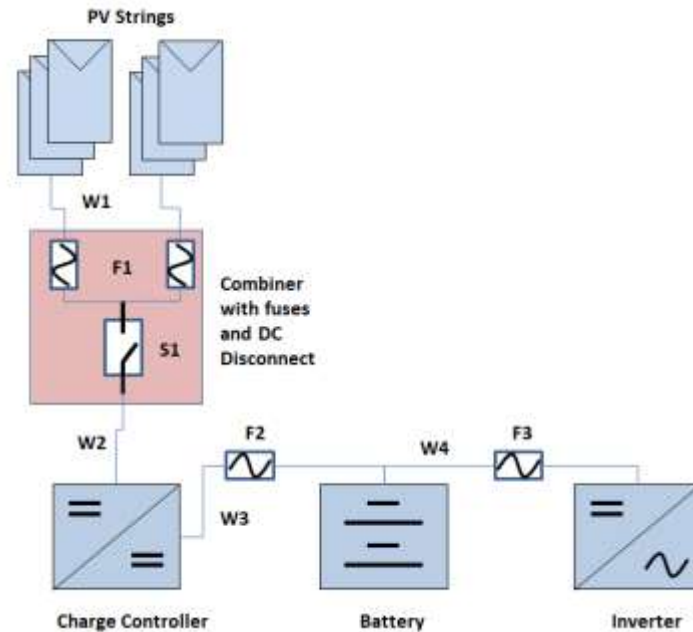 PV Strings
W1
F1
Combiner
with fuses
and DC
Disconnect
S1
W2
F2
W4
F3
W3
Charge Controller
Battery
Inverter